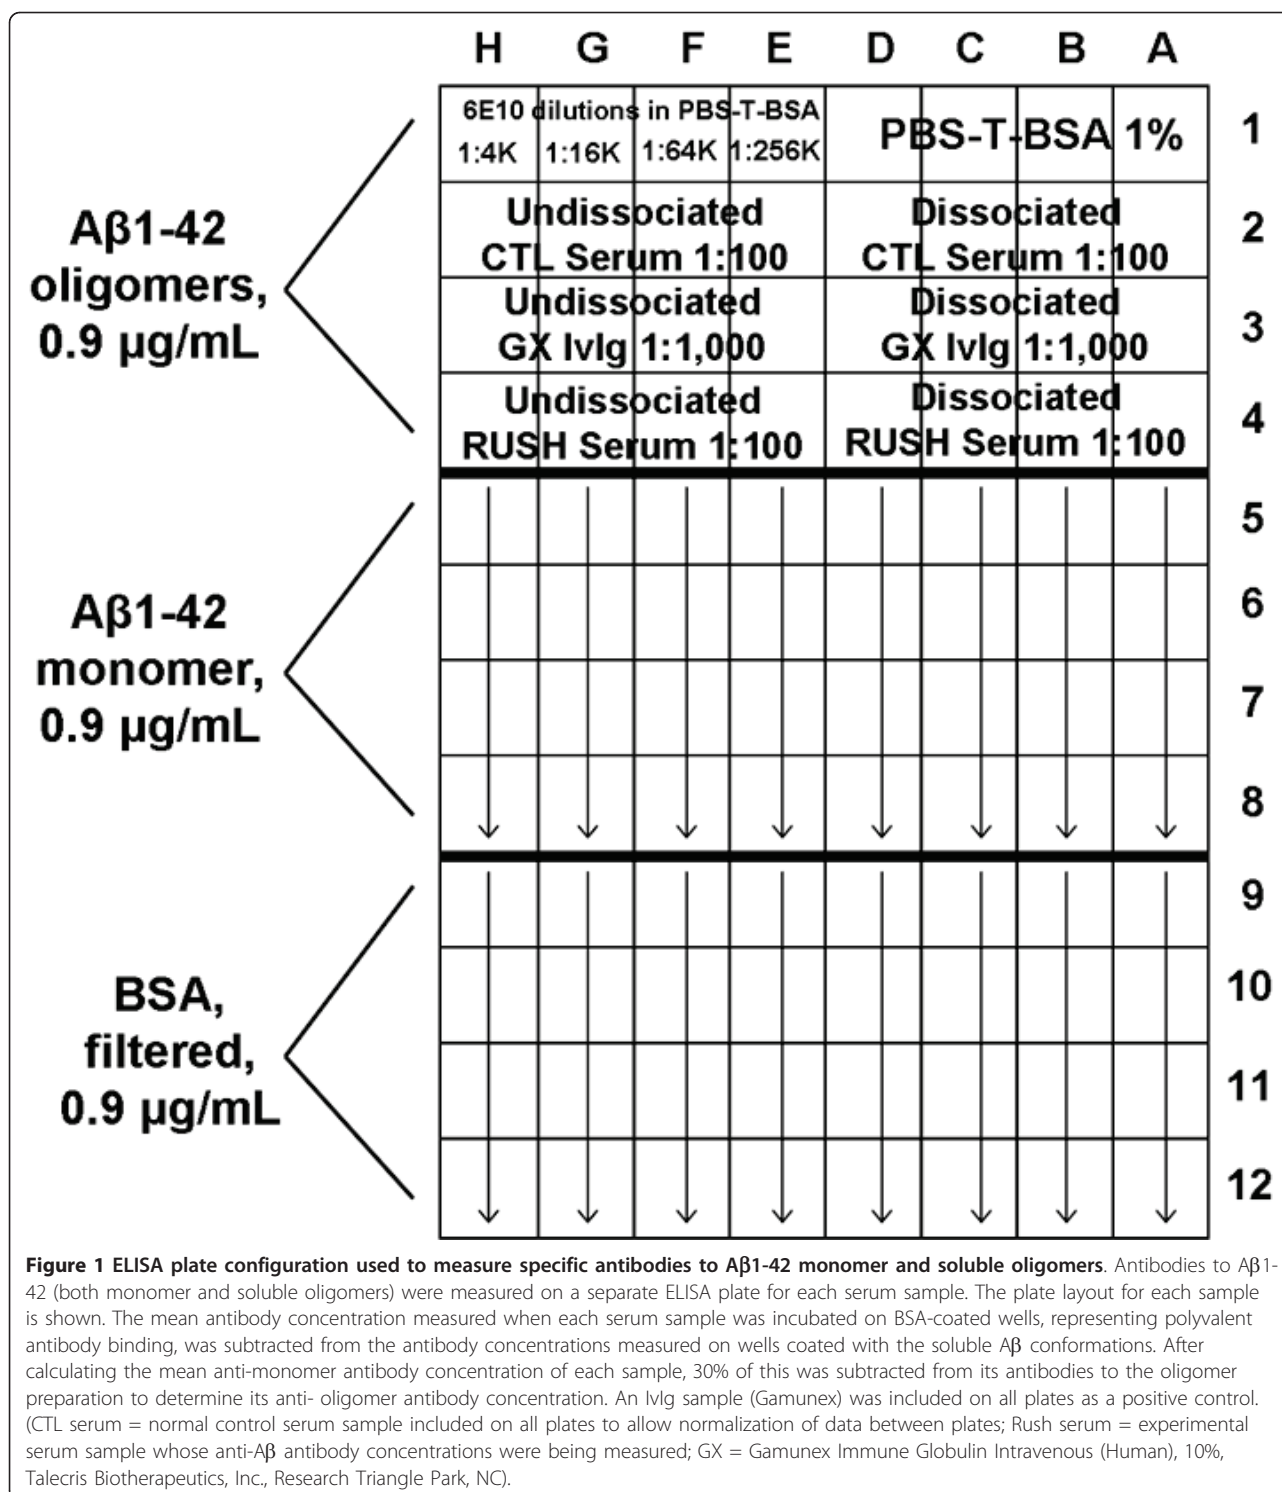 H G F E D C B A
6E10 dilutions in PBS-T-BSA
1:4K 1:16K 1:64K 1:256K
PBS-T-BSA 1%
1
Aβ1-42
oligomers,
0.9 µg/mL
Undissociated
CTL Serum 1:100
Dissociated
CTL Serum 1:100
2
Undissociated
GX IvIg 1:1,000
Dissociated
GX IvIg 1:1,000
3
Undissociated
RUSH Serum 1:100
Dissociated
RUSH Serum 1:100
4
Aβ1-42
monomer,
0.9 µg/mL
5
6
7
8
BSA,
filtered,
0.9 µg/mL
9
10
11
12
Figure 1 ELISA plate configuration used to measure specific antibodies to Aβ1-42 monomer and soluble oligomers. Antibodies to Aβ1-
42 (both monomer and soluble oligomers) were measured on a separate ELISA plate for each serum sample. The plate layout for each sample
is shown. The mean antibody concentration measured when each serum sample was incubated on BSA-coated wells, representing polyvalent
antibody binding, was subtracted from the antibody concentrations measured on wells coated with the soluble Aβ conformations. After
calculating the mean anti-monomer antibody concentration of each sample, 30% of this was subtracted from its antibodies to the oligomer
preparation to determine its anti- oligomer antibody concentration. An IvIg sample (Gamunex) was included on all plates as a positive control.
(CTL serum = normal control serum sample included on all plates to allow normalization of data between plates; Rush serum = experimental
serum sample whose anti-Aβ antibody concentrations were being measured; GX = Gamunex Immune Globulin Intravenous (Human), 10%,
Talecris Biotherapeutics, Inc., Research Triangle Park, NC).